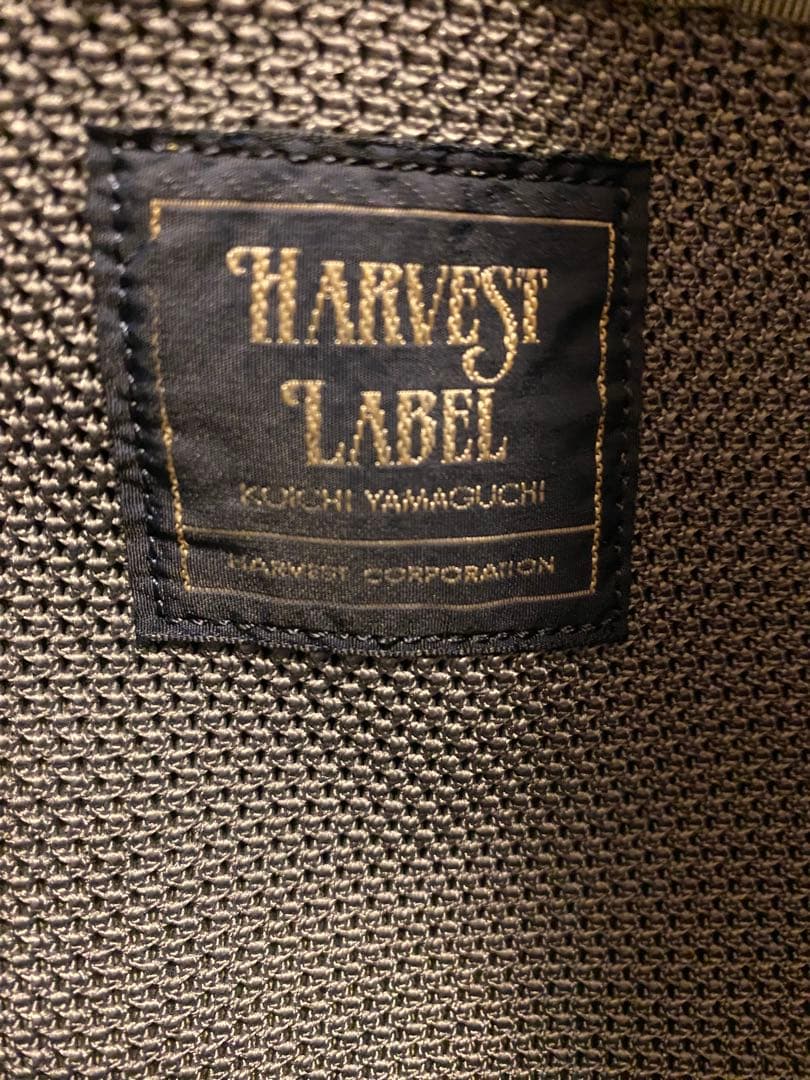 HARVEST
LABEL
KOICHI YAMAGUCHI
HARVEST CORPORATION